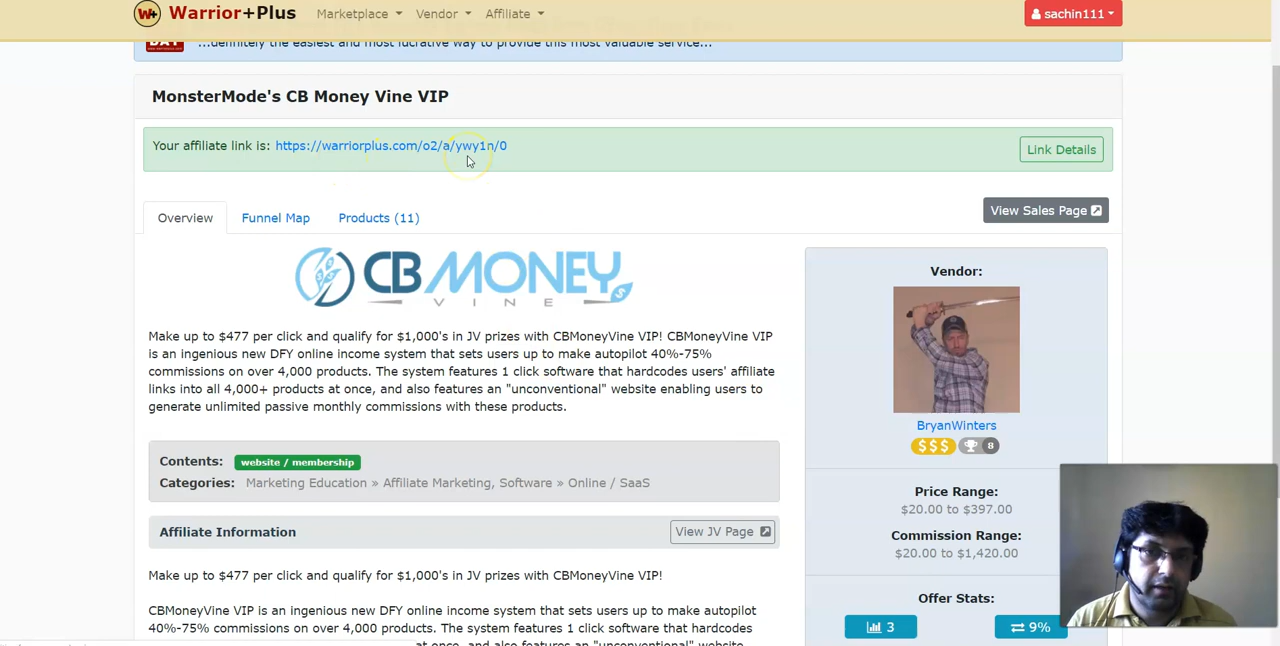 Warrior+Plus Marketplace Vendor Affiliate sachin111
DAY ...definitely the easiest and most lucrative way to provide this most valuable service...
MonsterMode's CB Money Vine VIP
Your affiliate link is: https://warriorplus.com/o2/a/ywy1n/0 Link Details
Overview Funnel Map Products (11) View Sales Page
CBMONEY
VINE
Make up to $477 per click and qualify for $1,000's in JV prizes with CBMoneyVine VIP! CBMoneyVine VIP
is an ingenious new DFY online income system that sets users up to make autopilot 40%-75%
commissions on over 4,000 products. The system features 1 click software that hardcodes users' affiliate
links into all 4,000+ products at once, and also features an "unconventional" website enabling users to
generate unlimited passive monthly commissions with these products.
Contents: website / membership
Categories: Marketing Education » Affiliate Marketing, Software » Online / SaaS
Affiliate Information View JV Page
Make up to $477 per click and qualify for $1,000's in JV prizes with CBMoneyVine VIP!
CBMoneyVine VIP is an ingenious new DFY online income system that sets users up to make autopilot
40%-75% commissions on over 4,000 products. The system features 1 click software that hardcodes
at once, and also features an "unconventional" website
Vendor:
BryanWinters
$$$ 8
Price Range:
$20.00 to $397.00
Commission Range:
$20.00 to $1,420.00
Offer Stats:
3 9%